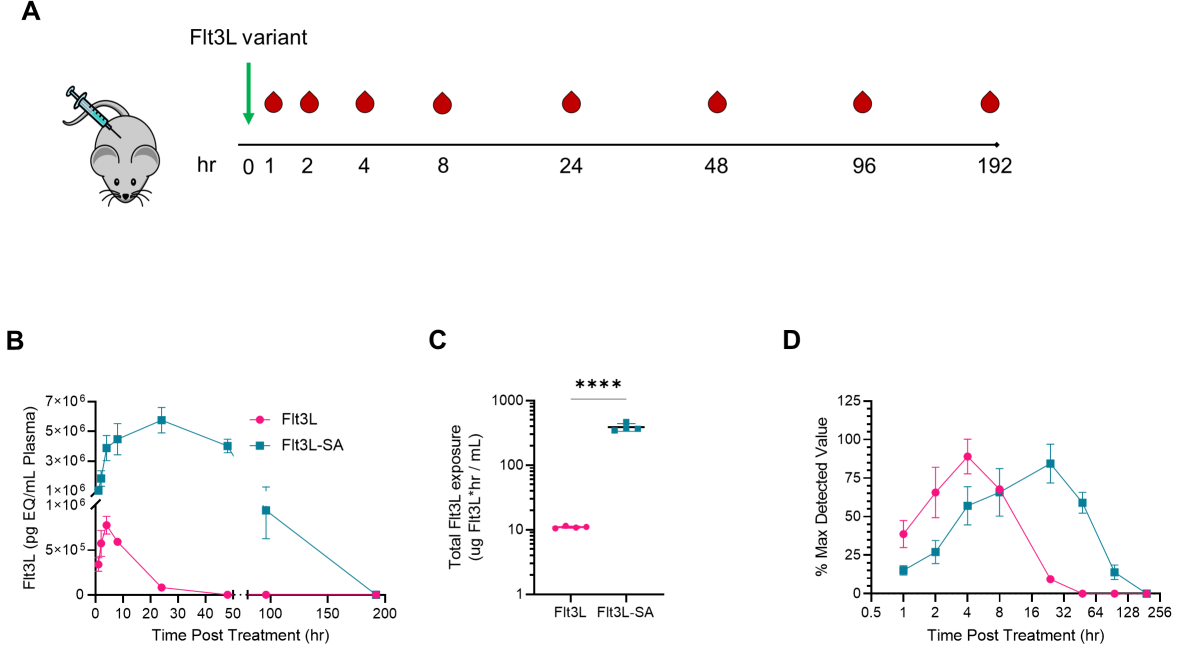 A
Flt3L variant
hr 0 1 2 4 8 24 48 96 192
B
Flt3L (pg EQ/mL Plasma)
7×10⁶
5×10⁶
3×10⁶
1×10⁶
1×10⁶
5×10⁵
0
0 10 20 30 40 50 100 150 200
Time Post Treatment (hr)
Flt3L
Flt3L-SA
C
Total Flt3L exposure
(ug Flt3L*hr / mL)
****
1000
100
10
1
Flt3L Flt3L-SA
D
% Max Detected Value
125
100
75
50
25
0
0.5 1 2 4 8 16 32 64 128 256
Time Post Treatment (hr)